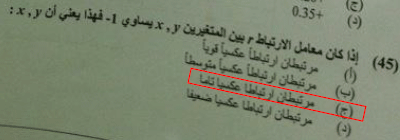 (ج)
(د) +0.35
(45) إذا كان معامل الارتباط r بين المتغيرين x , y يساوي 1- فهذا يعني أن x , y :
(أ) مرتبطان ارتباطاً عكسياً قوياً
(ب) مرتبطان ارتباطاً عكسياً متوسطاً
(ج) مرتبطان ارتباطا عكسيا تاما
(د) مرتبطان ارتباطا عكسيا ضعيفا